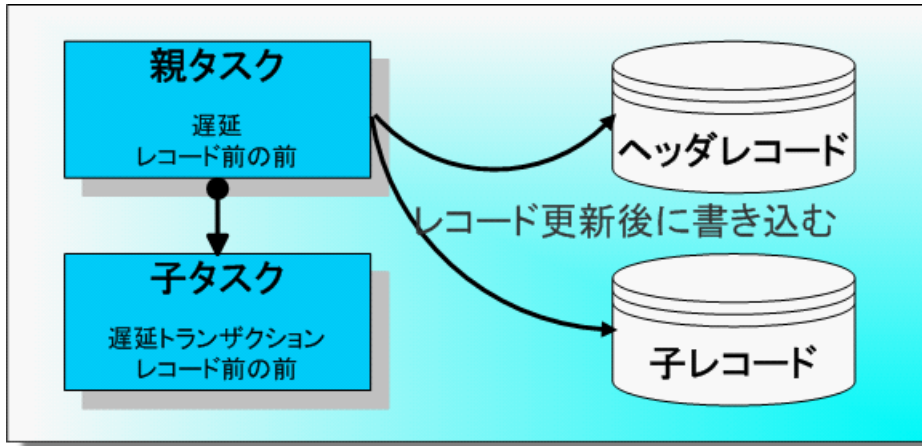 親タスク
遅延
レコード前の前
ヘッダレコード
レコード更新後に書き込む
子タスク
遅延トランザクション
レコード前の前
子レコード